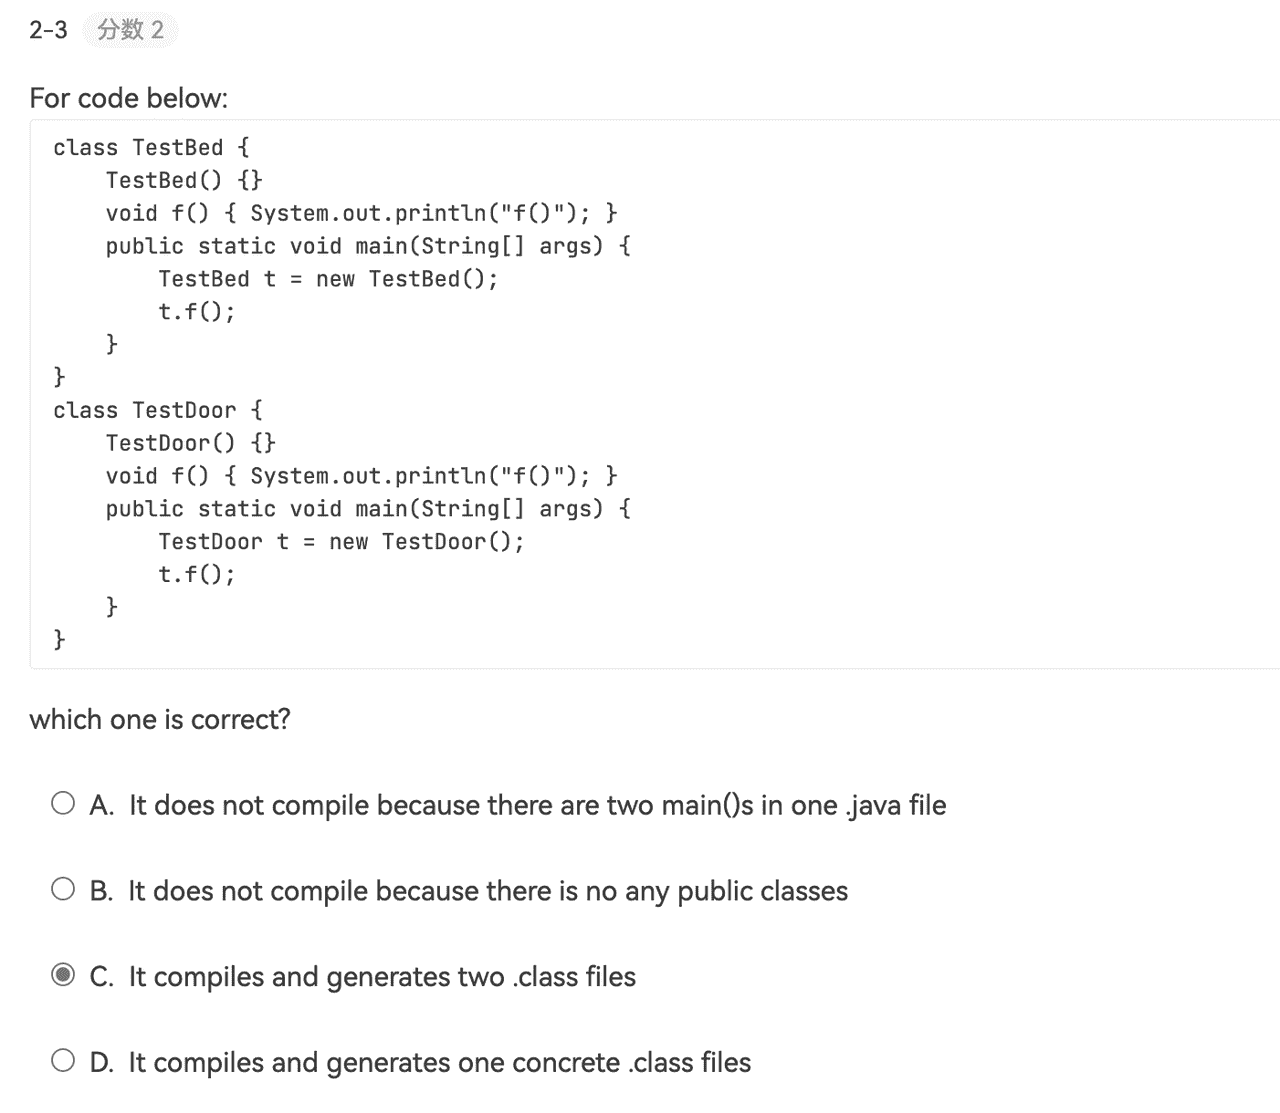 2-3 分数 2
For code below:
class TestBed {
    TestBed() {}
    void f() { System.out.println("f()"); }
    public static void main(String[] args) {
        TestBed t = new TestBed();
        t.f();
    }
}
class TestDoor {
    TestDoor() {}
    void f() { System.out.println("f()"); }
    public static void main(String[] args) {
        TestDoor t = new TestDoor();
        t.f();
    }
}
which one is correct?
A. It does not compile because there are two main()s in one .java file
B. It does not compile because there is no any public classes
C. It compiles and generates two .class files
D. It compiles and generates one concrete .class files